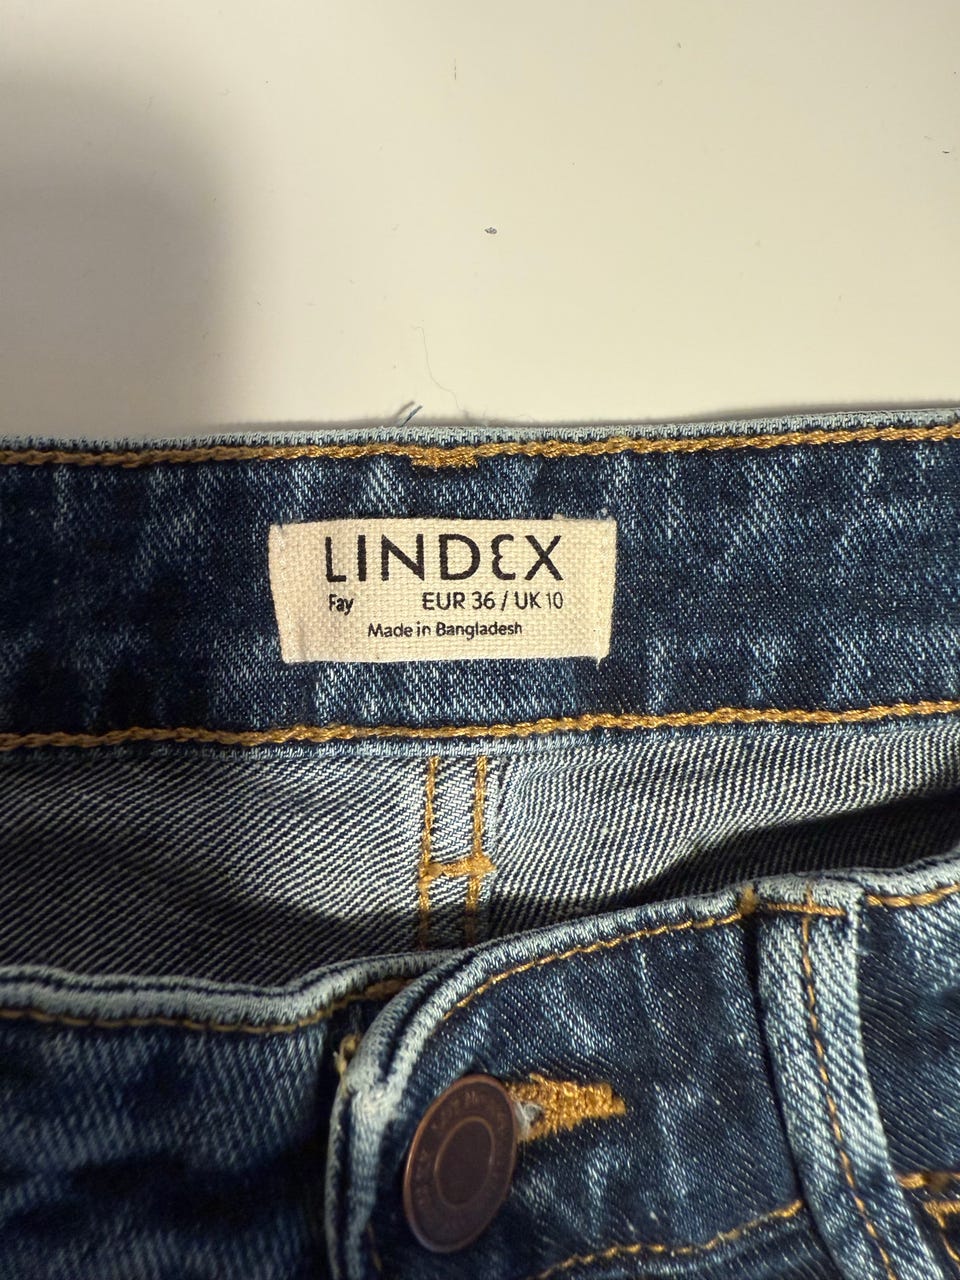 LINDEX
Fay EUR 36 / UK 10
Made in Bangladesh